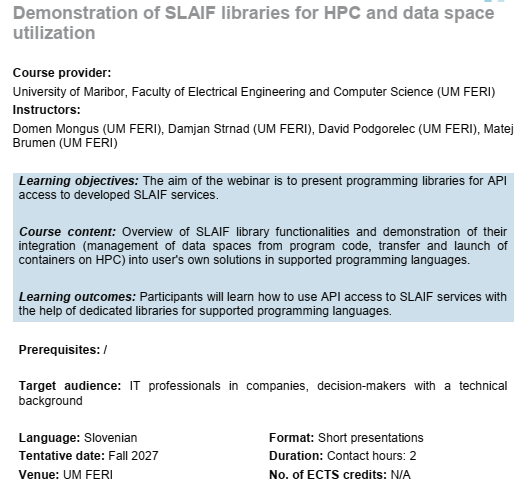 Demonstration of SLAIF libraries for HPC and data space
utilization
Course provider:
University of Maribor, Faculty of Electrical Engineering and Computer Science (UM FERI)
Instructors:
Domen Mongus (UM FERI), Damjan Strnad (UM FERI), David Podgorelec (UM FERI), Matej
Brumen (UM FERI)
Learning objectives: The aim of the webinar is to present programming libraries for API
access to developed SLAIF services.
Course content: Overview of SLAIF library functionalities and demonstration of their
integration (management of data spaces from program code, transfer and launch of
containers on HPC) into user's own solutions in supported programming languages.
Learning outcomes: Participants will learn how to use API access to SLAIF services with
the help of dedicated libraries for supported programming languages.
Prerequisites: /
Target audience: IT professionals in companies, decision-makers with a technical
background
Language: Slovenian
Tentative date: Fall 2027
Venue: UM FERI
Format: Short presentations
Duration: Contact hours: 2
No. of ECTS credits: N/A